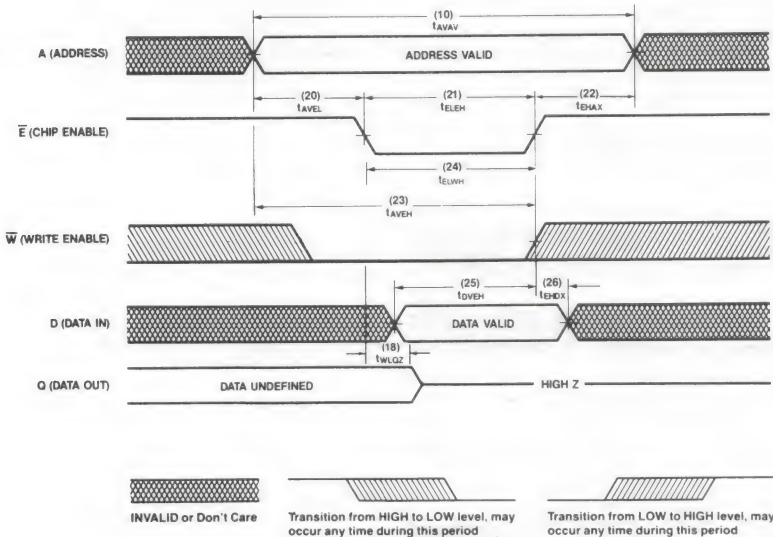 (10)
tAVAV
A (ADDRESS)
ADDRESS VALID
(20)
tAVEL
(21)
tELEH
(22)
tEHAX
E (CHIP ENABLE)
(24)
tELWH
(23)
tAVEH
W (WRITE ENABLE)
(25)
tDVEH
(26)
tEHDX
D (DATA IN)
DATA VALID
(18)
tWLQZ
Q (DATA OUT)
DATA UNDEFINED
HIGH Z
INVALID or Don't Care
Transition from HIGH to LOW level, may
occur any time during this period
Transition from LOW to HIGH level, may
occur any time during this period